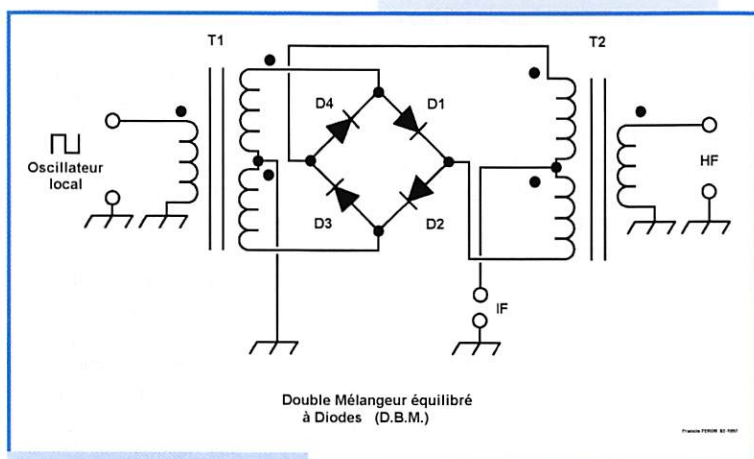 T1
T2
D4
D1
Oscillateur
local
HF
D3
D2
IF
Double Mélangeur équilibré
à Diodes (D.B.M.)